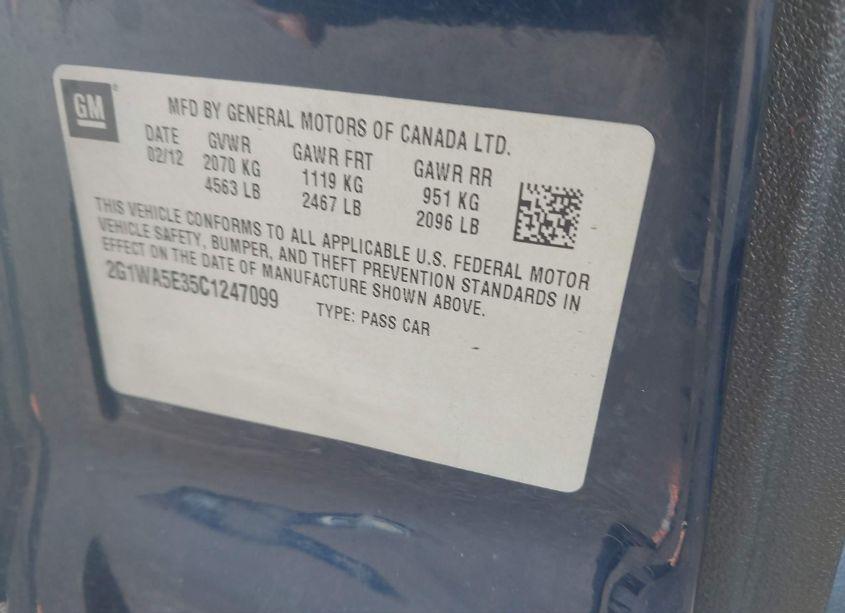 GM
MFD BY GENERAL MOTORS OF CANADA LTD.
DATE GVWR GAWR FRT GAWR RR
02/12 2070 KG 1119 KG 951 KG
4563 LB 2467 LB 2096 LB
THIS VEHICLE CONFORMS TO ALL APPLICABLE U.S. FEDERAL MOTOR
VEHICLE SAFETY, BUMPER, AND THEFT PREVENTION STANDARDS IN
EFFECT ON THE DATE OF MANUFACTURE SHOWN ABOVE.
2G1WA5E35C1247099 TYPE: PASS CAR